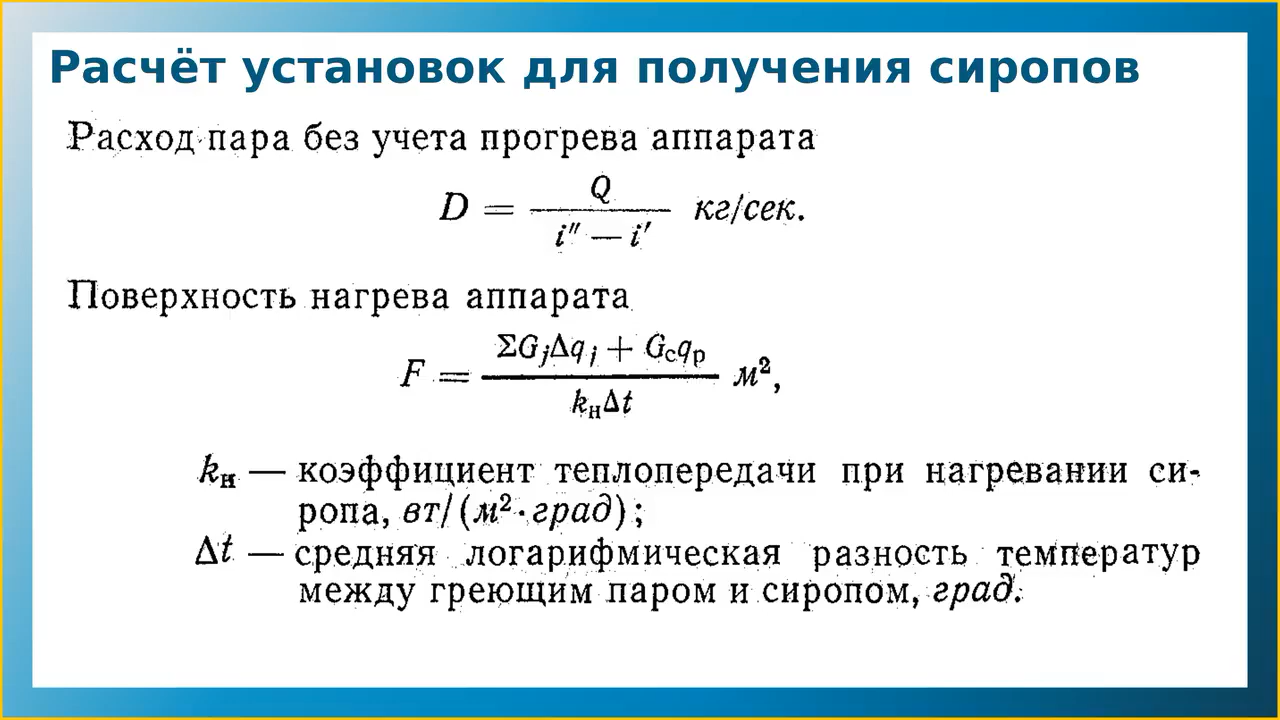 Расчёт установок для получения сиропов
Расход пара без учета прогрева аппарата
D = Q / (i″ — i′) кг/сек.
Поверхность нагрева аппарата
F = (ΣG_jΔq_j + G_сq_р) / (k_нΔt) м²,
k_н — коэффициент теплопередачи при нагревании си-
ропа, вт/(м²·град);
Δt — средняя логарифмическая разность температур
между греющим паром и сиропом, град.